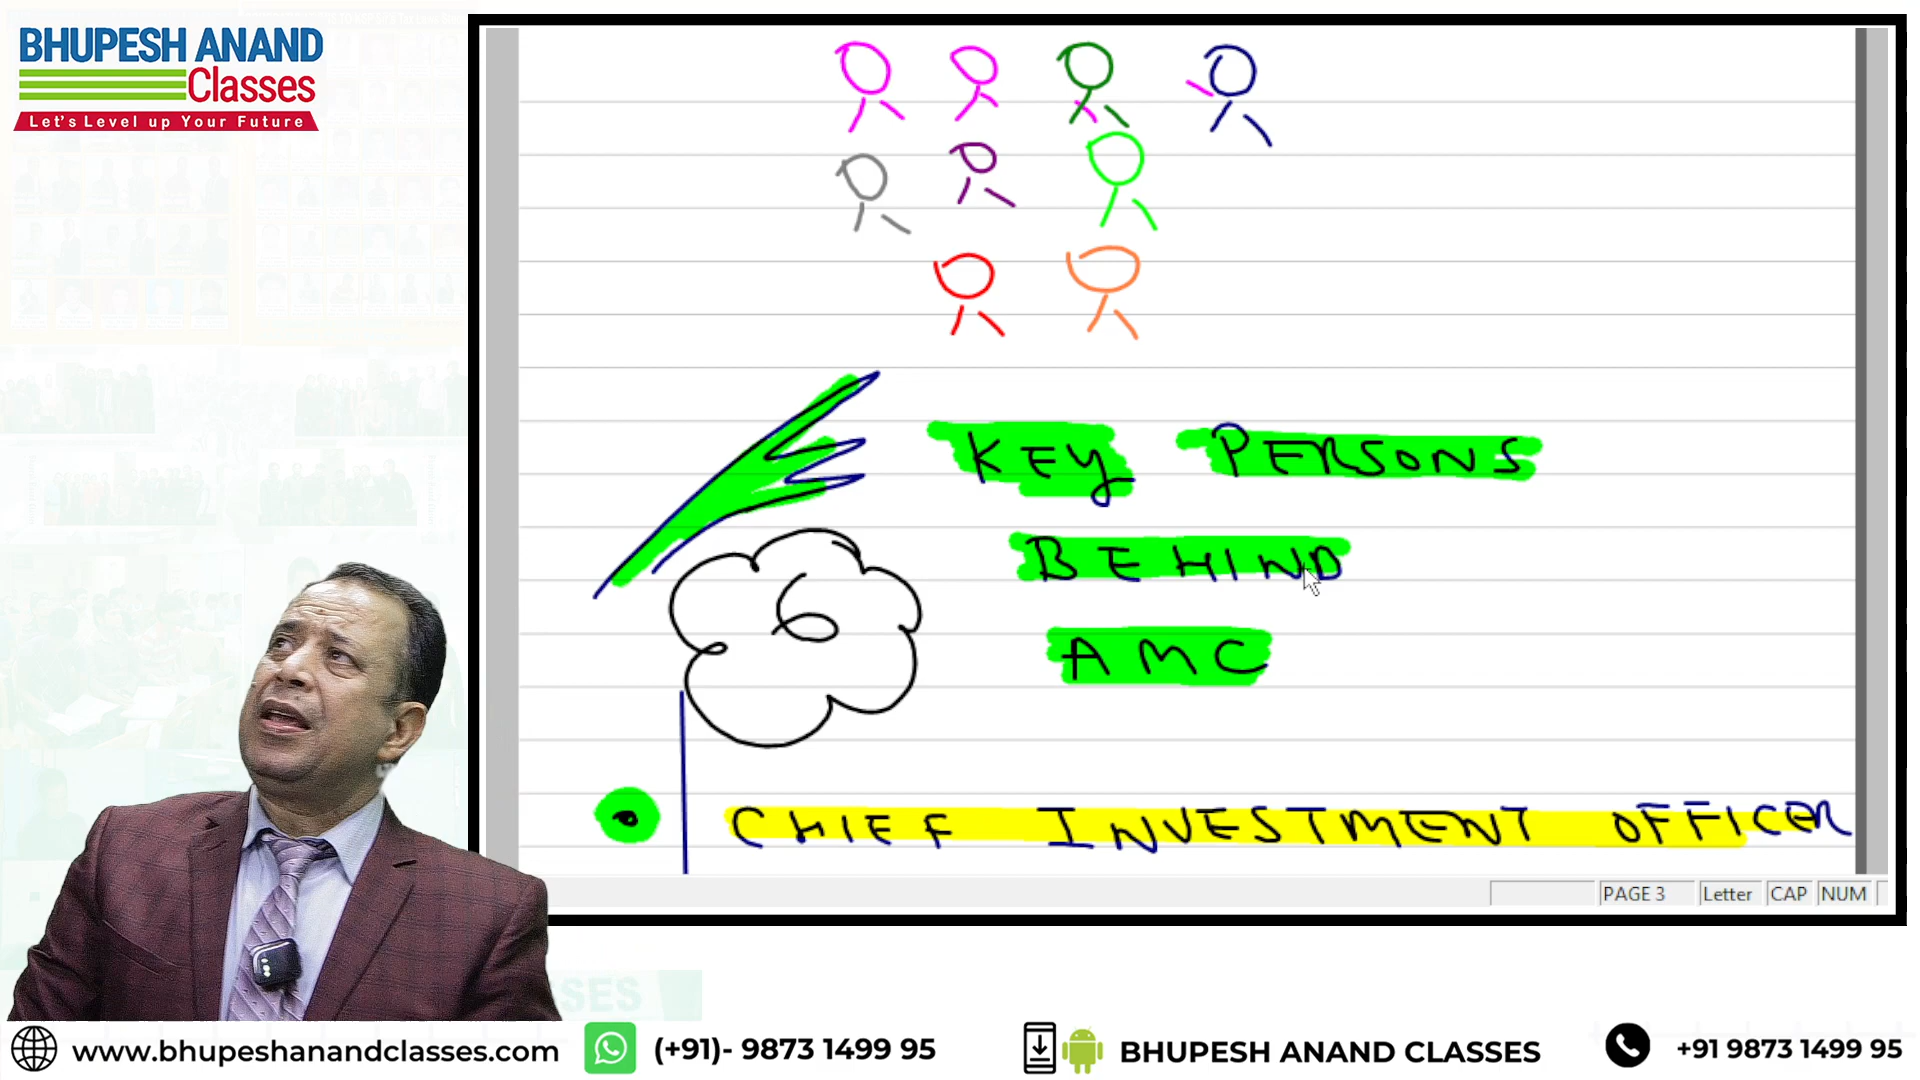 BHUPESH ANAND
Classes
Let's Level up Your Future
KEY PERSONS
BEHIND
6
AMC
CHIEF INVESTMENT OFFICER
PAGE 3 Letter CAP NUM
www.bhupeshanandclasses.com (+91)- 9873 1499 95 BHUPESH ANAND CLASSES +91 9873 1499 95